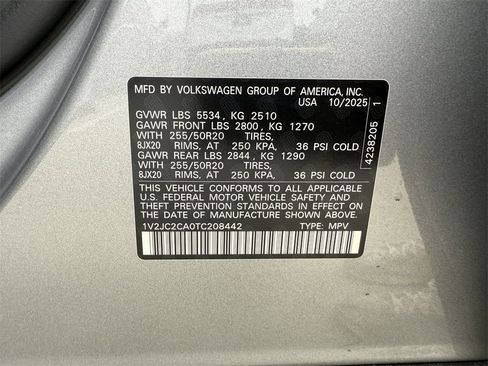 MFD BY VOLKSWAGEN GROUP OF AMERICA, INC.
USA 10/2025
GVWR LBS 5534, KG 2510
GAWR FRONT LBS 2800, KG 1270
WITH 255/50R20 TIRES,
8JX20 RIMS, AT 250 KPA, 36 PSI COLD
GAWR REAR LBS 2844, KG 1290
WITH 255/50R20 TIRES,
8JX20 RIMS, AT 250 KPA, 36 PSI COLD
THIS VEHICLE CONFORMS TO ALL APPLICABLE
U.S. FEDERAL MOTOR VEHICLE SAFETY AND THEFT
PREVENTION STANDARDS IN EFFECT ON THE
DATE OF MANUFACTURE SHOWN ABOVE.
1V2JC2CA0TC208442 TYPE: MPV
4238205 1